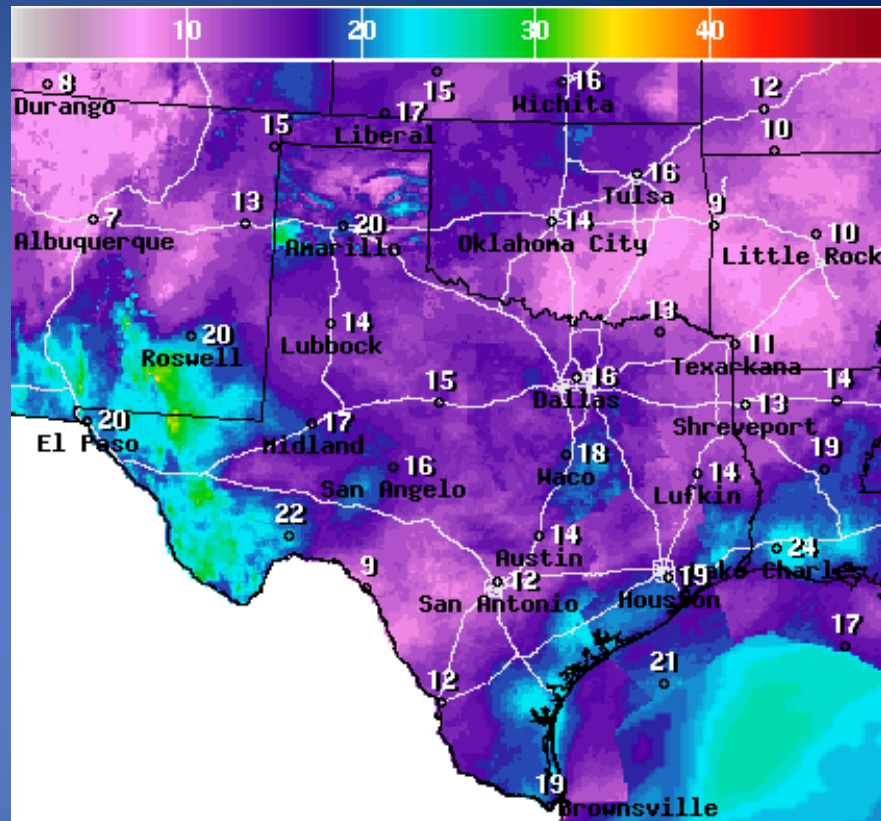 10 20 30 40
8
Durango
15
16
Wichita
12
17
Liberal
15
10
16
Tulsa
7
Albuquerque
13
20
Amarillo
14
Oklahoma City
9
10
Little Rock
20
Roswell
14
Lubbock
13
11
Texarkana
16
Dallas
15
14
13
Shreveport
20
El Paso
17
Midland
16
San Angelo
18
Waco
14
Lufkin
19
22
14
Austin
24
Lake Charles
9
12
San Antonio
19
Houston
17
21
12
19
Brownsville